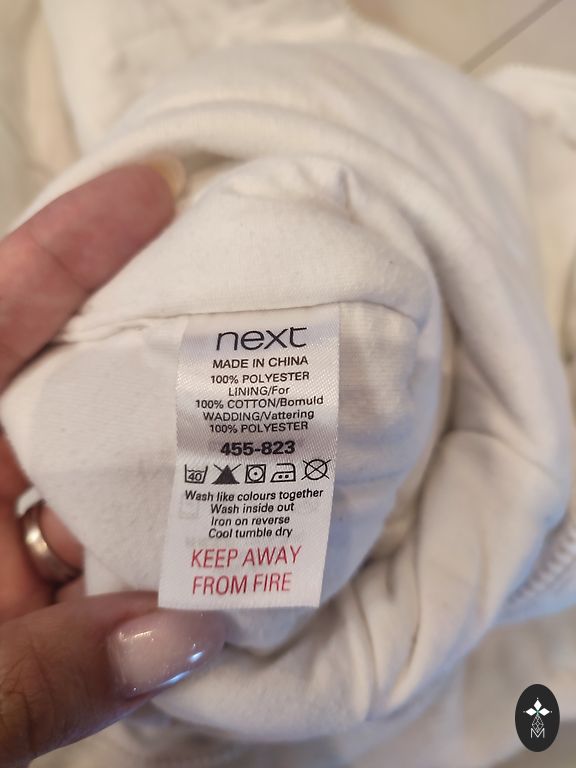 next
MADE IN CHINA
100% POLYESTER
LINING/For
100% COTTON/Bomuld
WADDING/Vattering
100% POLYESTER
455-823
40
Wash like colours together
Wash inside out
Iron on reverse
Cool tumble dry
KEEP AWAY
FROM FIRE
M